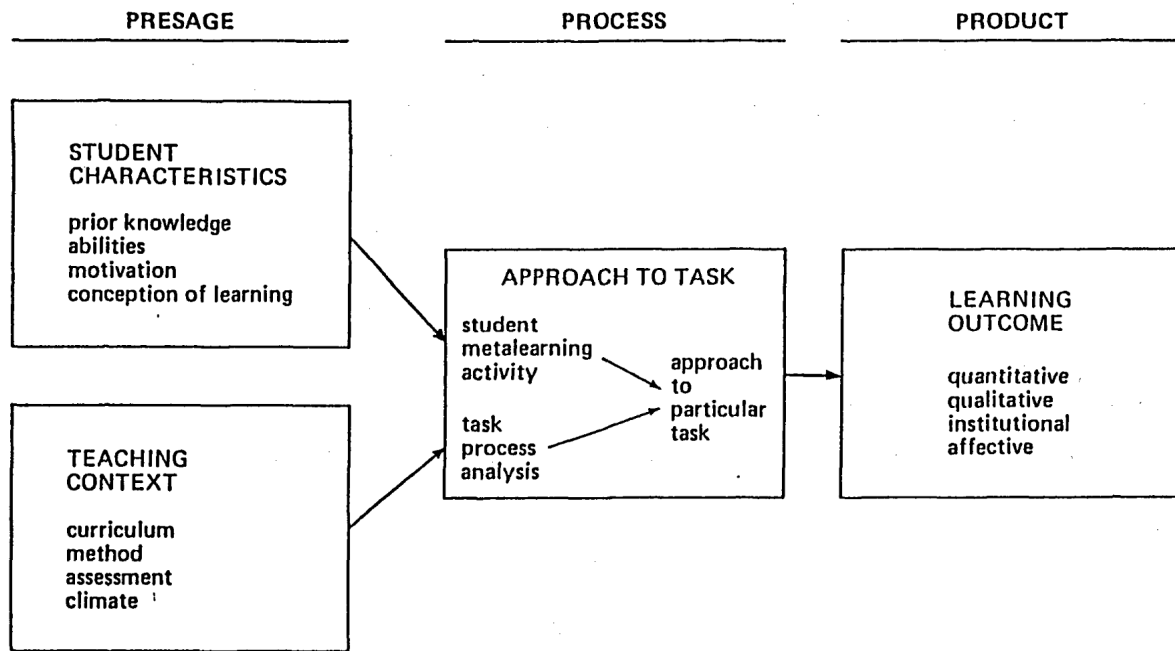 PRESAGE
PROCESS
PRODUCT
STUDENT
CHARACTERISTICS
prior knowledge
abilities
motivation
conception of learning
TEACHING
CONTEXT
curriculum
method
assessment
climate
APPROACH TO TASK
student
metalearning
activity
task
process
analysis
approach
to
particular
task
LEARNING
OUTCOME
quantitative
qualitative
institutional
affective